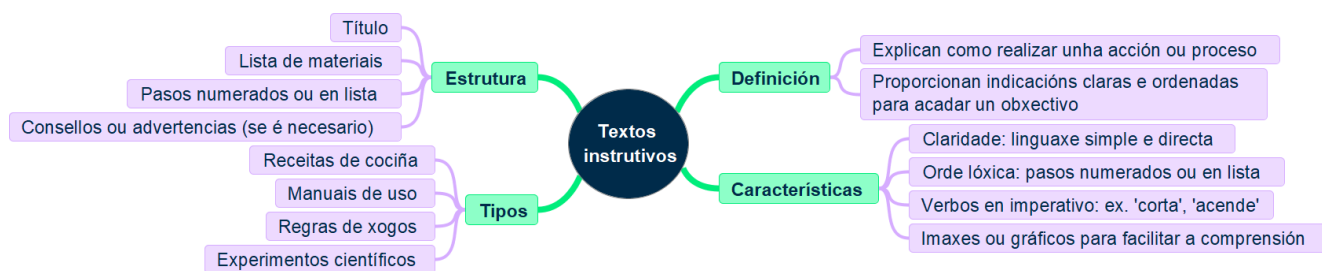 Textos
instrutivos
Definición
Explican como realizar unha acción ou proceso
Proporcionan indicacións claras e ordenadas
para acadar un obxectivo
Características
Claridade: linguaxe simple e directa
Orde lóxica: pasos numerados ou en lista
Verbos en imperativo: ex. 'corta', 'acende'
Imaxes ou gráficos para facilitar a comprensión
Estrutura
Título
Lista de materiais
Pasos numerados ou en lista
Consellos ou advertencias (se é necesario)
Tipos
Receitas de cociña
Manuais de uso
Regras de xogos
Experimentos científicos